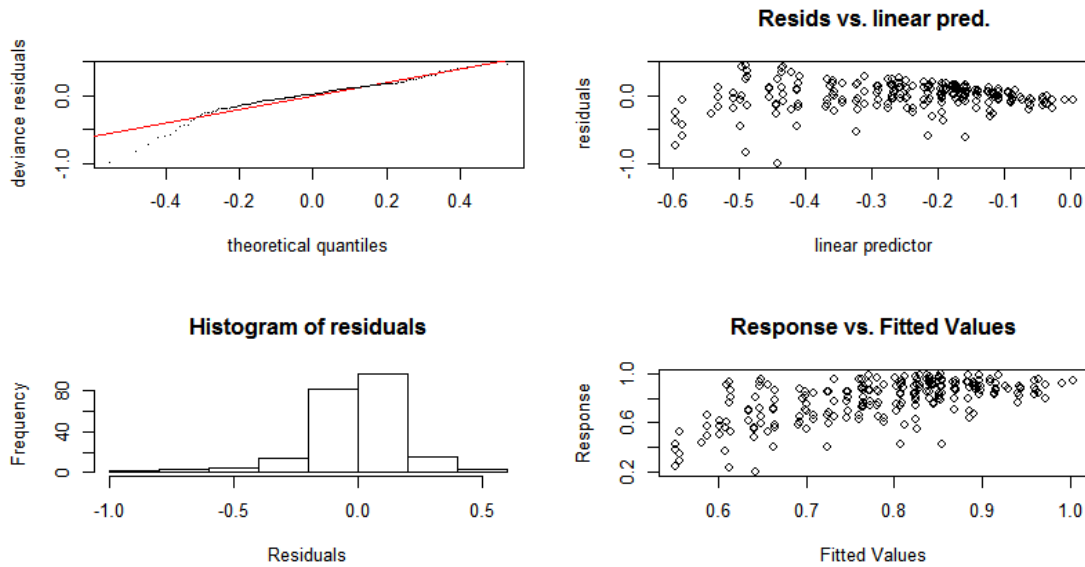 deviance residuals
0.0
-1.0
-0.4
-0.2
0.0
0.2
0.4
theoretical quantiles
Resids vs. linear pred.
residuals
0.0
-1.0
-0.6
-0.5
-0.4
-0.3
-0.2
-0.1
0.0
linear predictor
Histogram of residuals
Frequency
80
40
0
-1.0
-0.5
0.0
0.5
Residuals
Response vs. Fitted Values
Response
1.0
0.6
0.2
0.6
0.7
0.8
0.9
1.0
Fitted Values